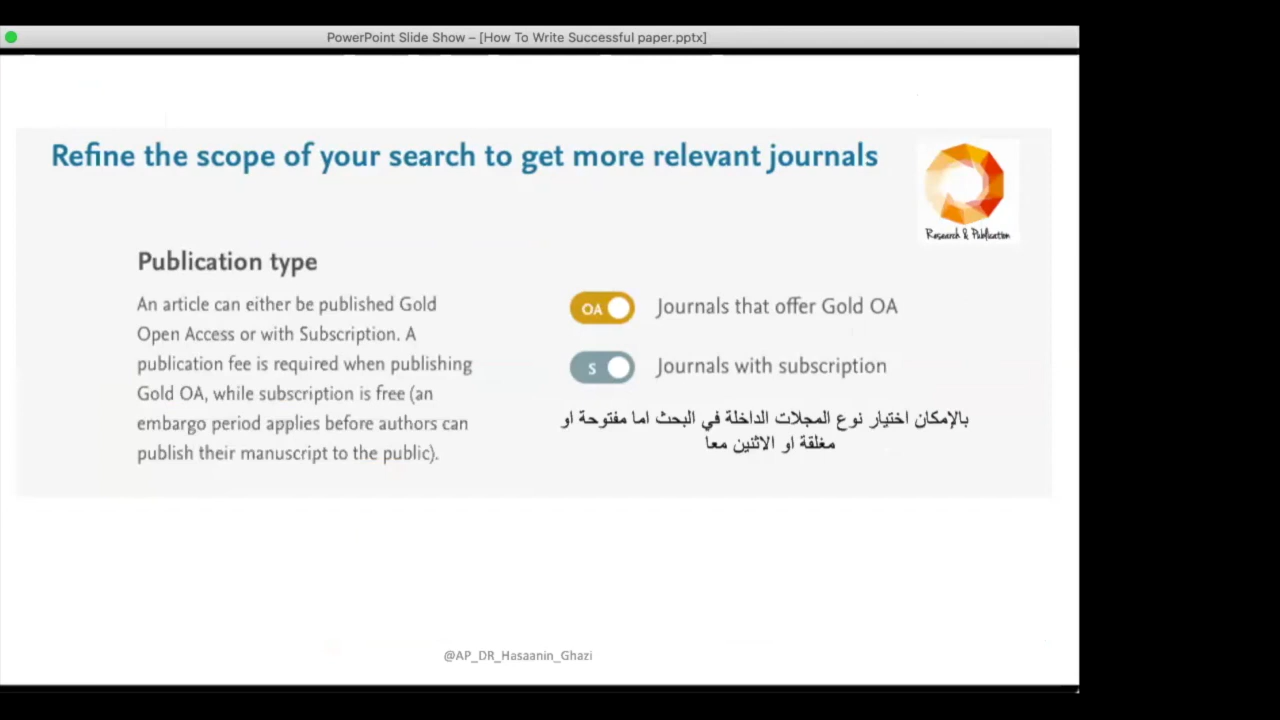 PowerPoint Slide Show – [How To Write Successful paper.pptx]
Refine the scope of your search to get more relevant journals
Research & Publication
Publication type
An article can either be published Gold
Open Access or with Subscription. A
publication fee is required when publishing
Gold OA, while subscription is free (an
embargo period applies before authors can
publish their manuscript to the public).
OA Journals that offer Gold OA
S Journals with subscription
بالإمكان اختيار نوع المجلات الداخلة في البحث اما مفتوحة او
مغلقة او الاثنين معا
@AP_DR_Hasaanin_Ghazi